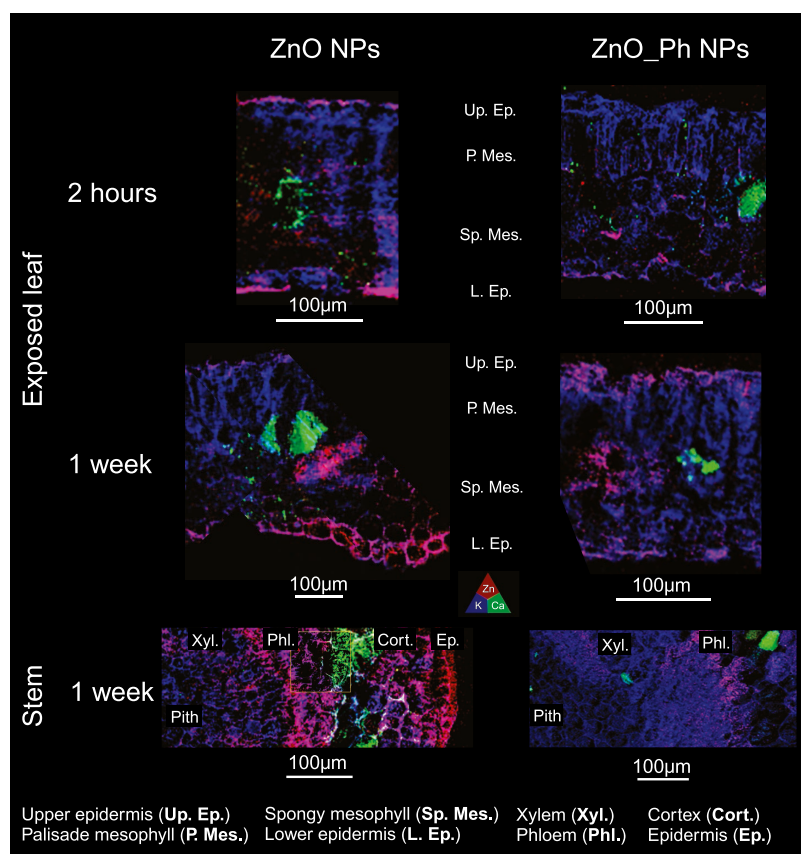 ZnO NPs
ZnO_Ph NPs
Exposed leaf
2 hours
Up. Ep.
P. Mes.
Sp. Mes.
L. Ep.
100μm
100μm
1 week
Up. Ep.
P. Mes.
Sp. Mes.
L. Ep.
100μm
100μm
Zn
K
Ca
Stem
1 week
Xyl.
Phl.
Cort.
Ep.
Pith
100μm
Xyl.
Phl.
Pith
100μm
Upper epidermis (Up. Ep.)
Spongy mesophyll (Sp. Mes.)
Xylem (Xyl.)
Cortex (Cort.)
Palisade mesophyll (P. Mes.)
Lower epidermis (L. Ep.)
Phloem (Phl.)
Epidermis (Ep.)